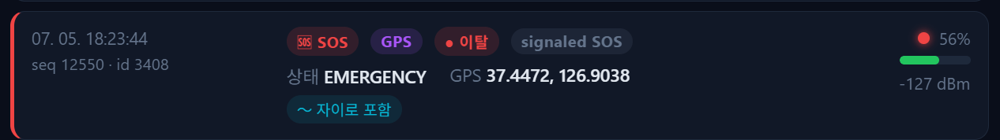 07. 05. 18:23:44
seq 12550 · id 3408
🆘 SOS GPS ● 이탈 signaled SOS
상태 EMERGENCY GPS 37.4472, 126.9038
〜 자이로 포함
56%
-127 dBm